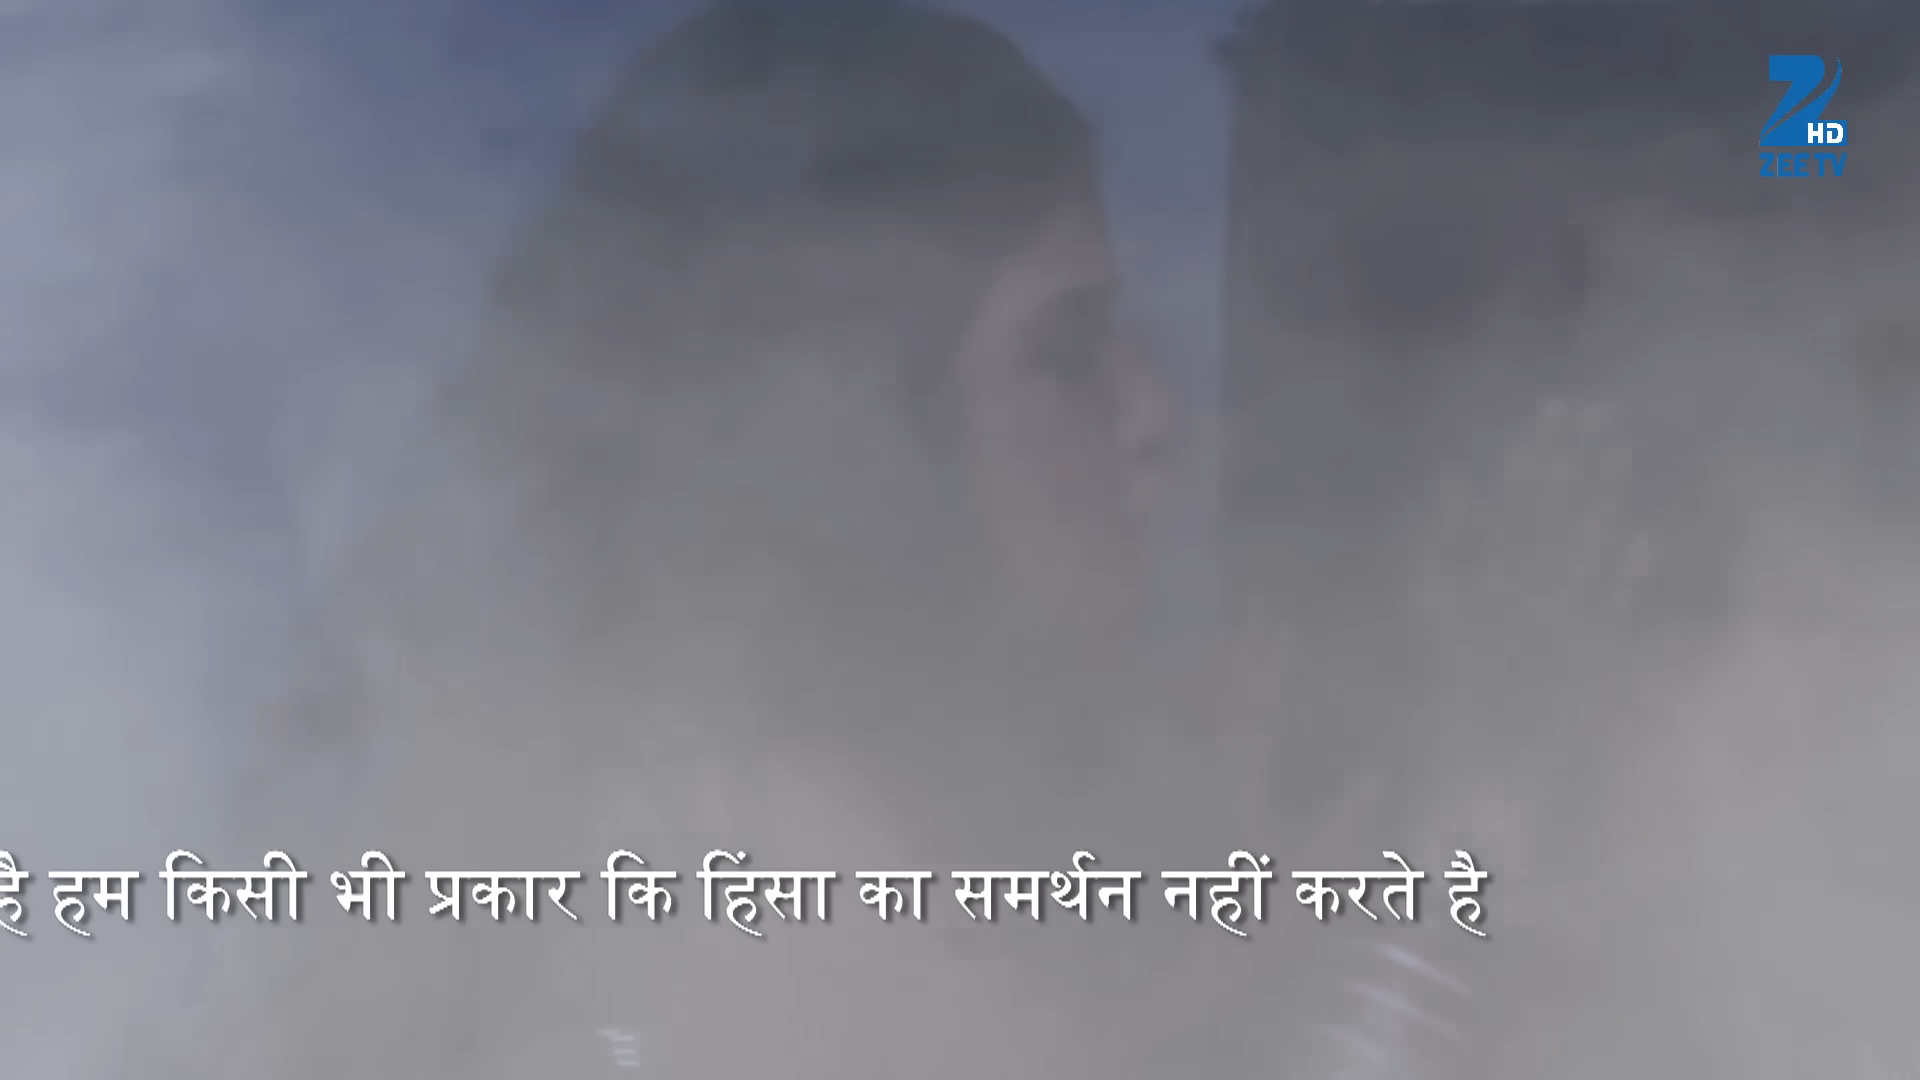 HD
ZEE TV
है हम किसी भी प्रकार कि हिंसा का समर्थन नहीं करते है